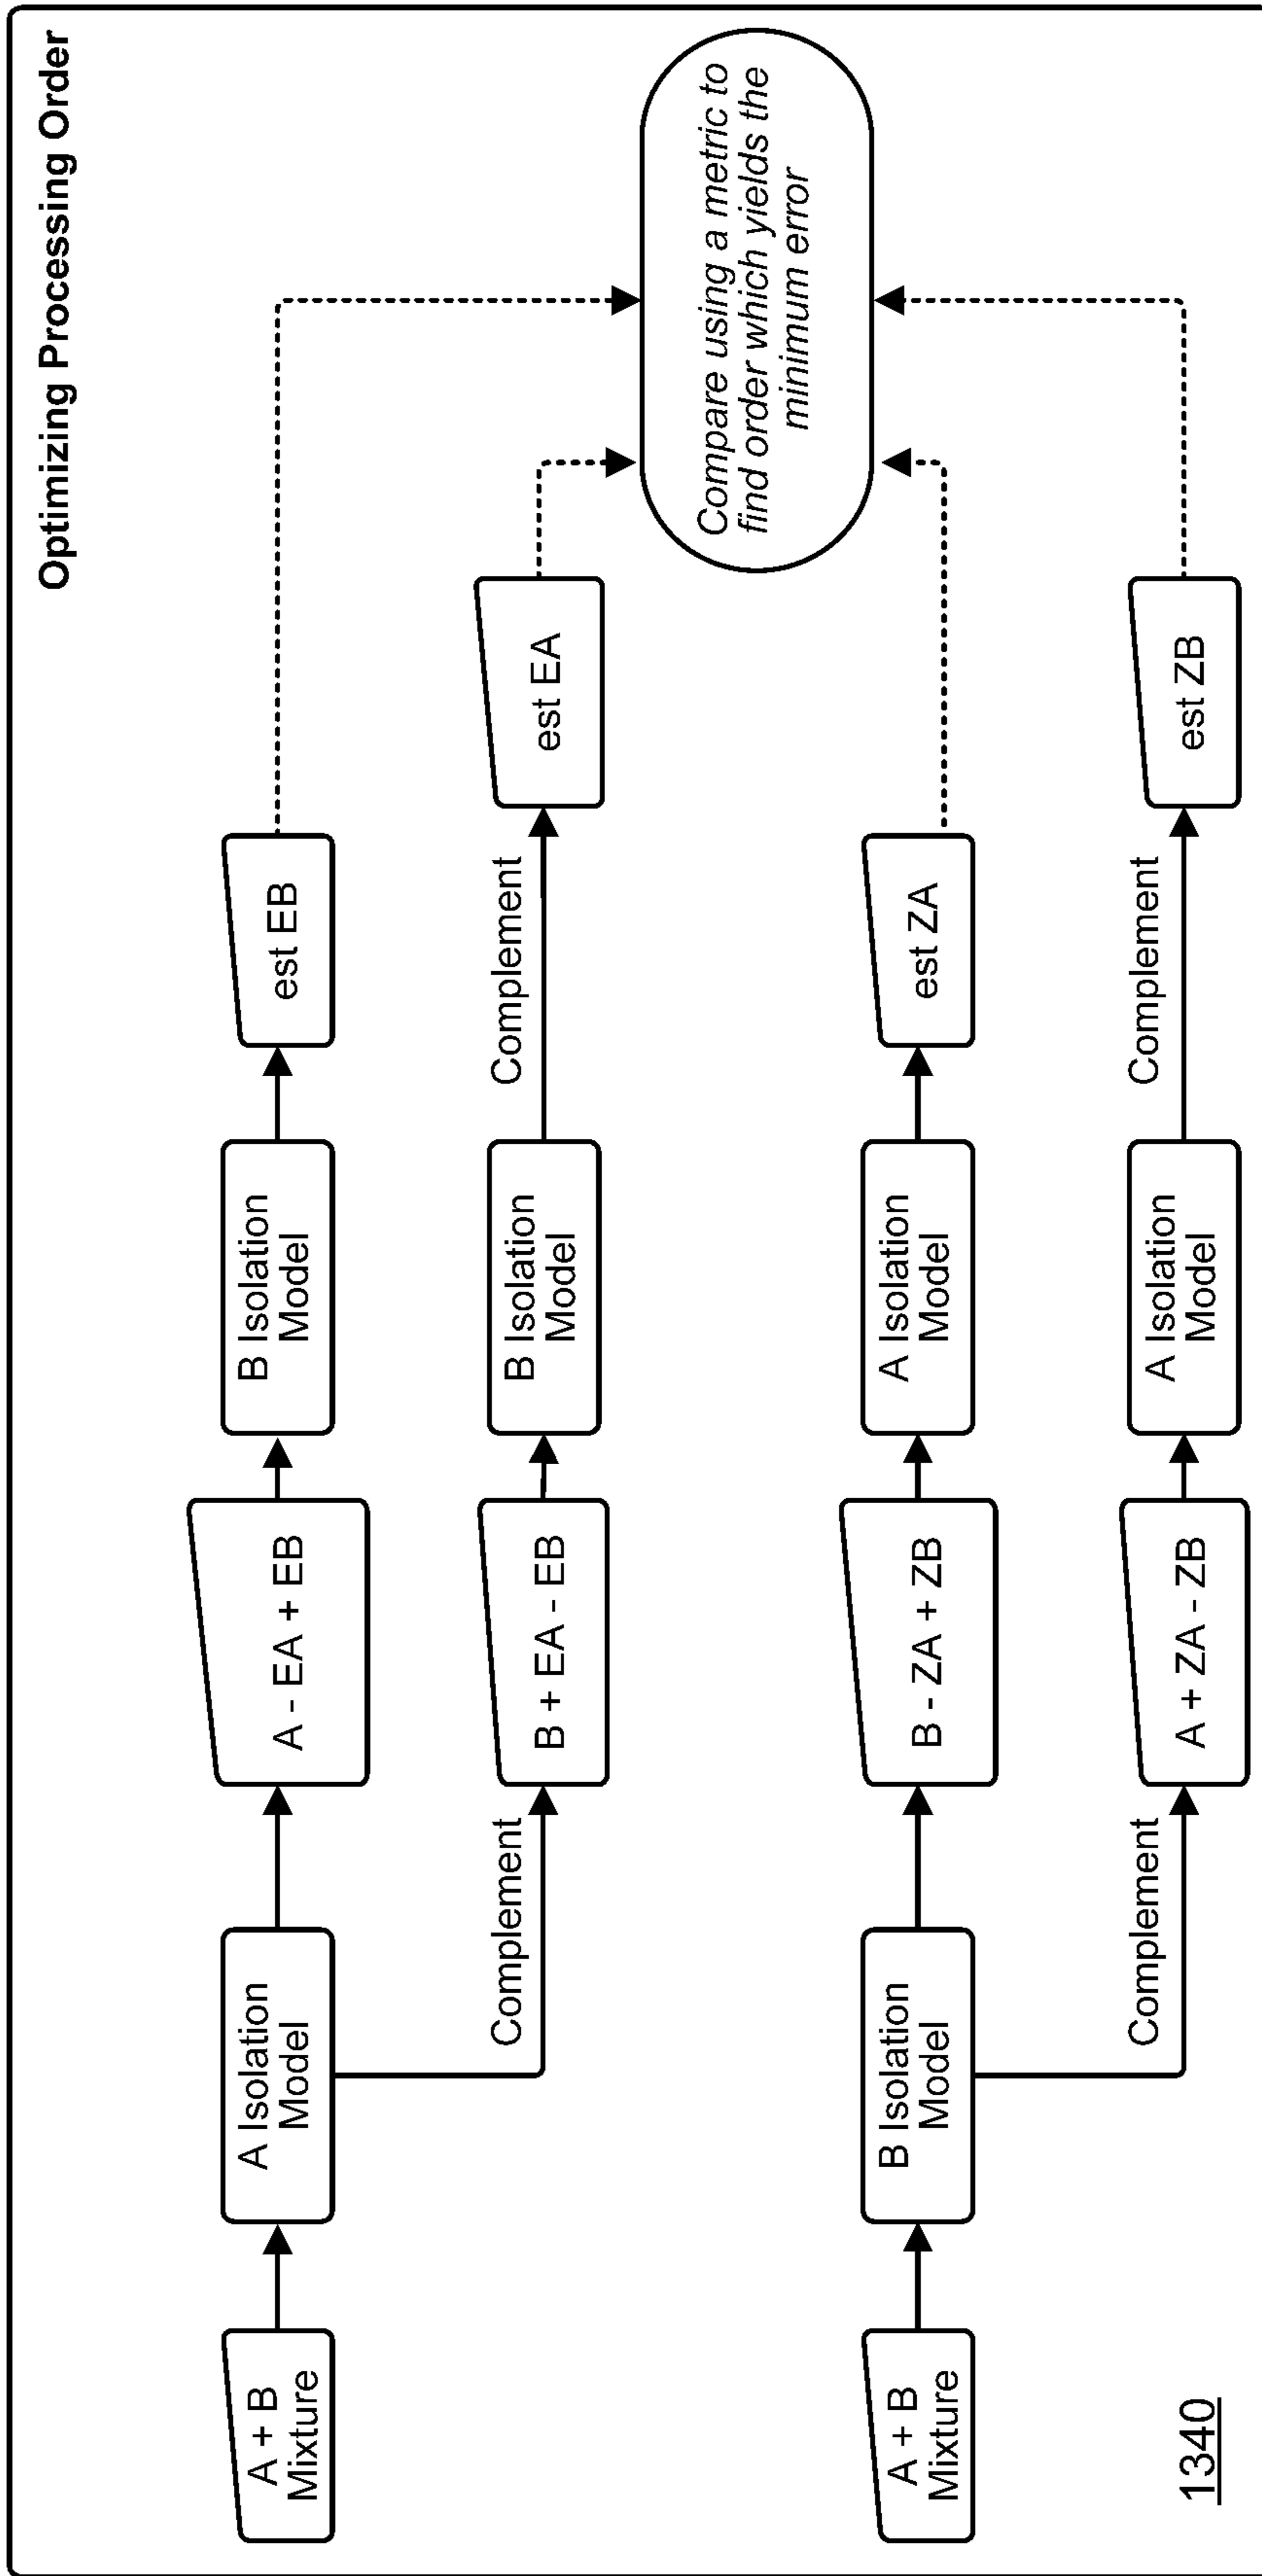 Optimizing Processing Order
A + B
Mixture
A Isolation
Model
A - EA + EB
B Isolation
Model
est EB
Complement
B + EA - EB
B Isolation
Model
Complement
est EA
Compare using a metric to
find order which yields the
minimum error
A + B
Mixture
B Isolation
Model
B - ZA + ZB
A Isolation
Model
est ZA
Complement
A + ZA - ZB
A Isolation
Model
Complement
est ZB
1340